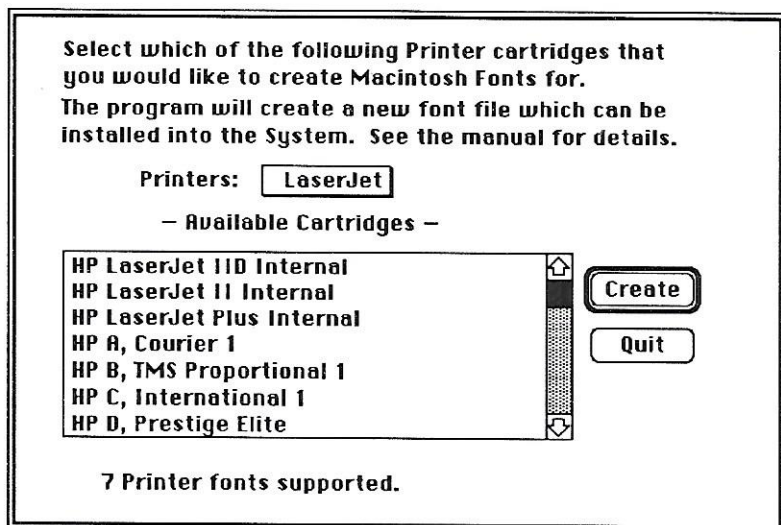 Select which of the following Printer cartridges that
you would like to create Macintosh Fonts for.
The program will create a new font file which can be
installed into the System.  See the manual for details.
Printers: LaserJet
– Available Cartridges –
HP LaserJet IID Internal
HP LaserJet II Internal
HP LaserJet Plus Internal
HP A, Courier 1
HP B, TMS Proportional 1
HP C, International 1
HP D, Prestige Elite
Create
Quit
7 Printer fonts supported.